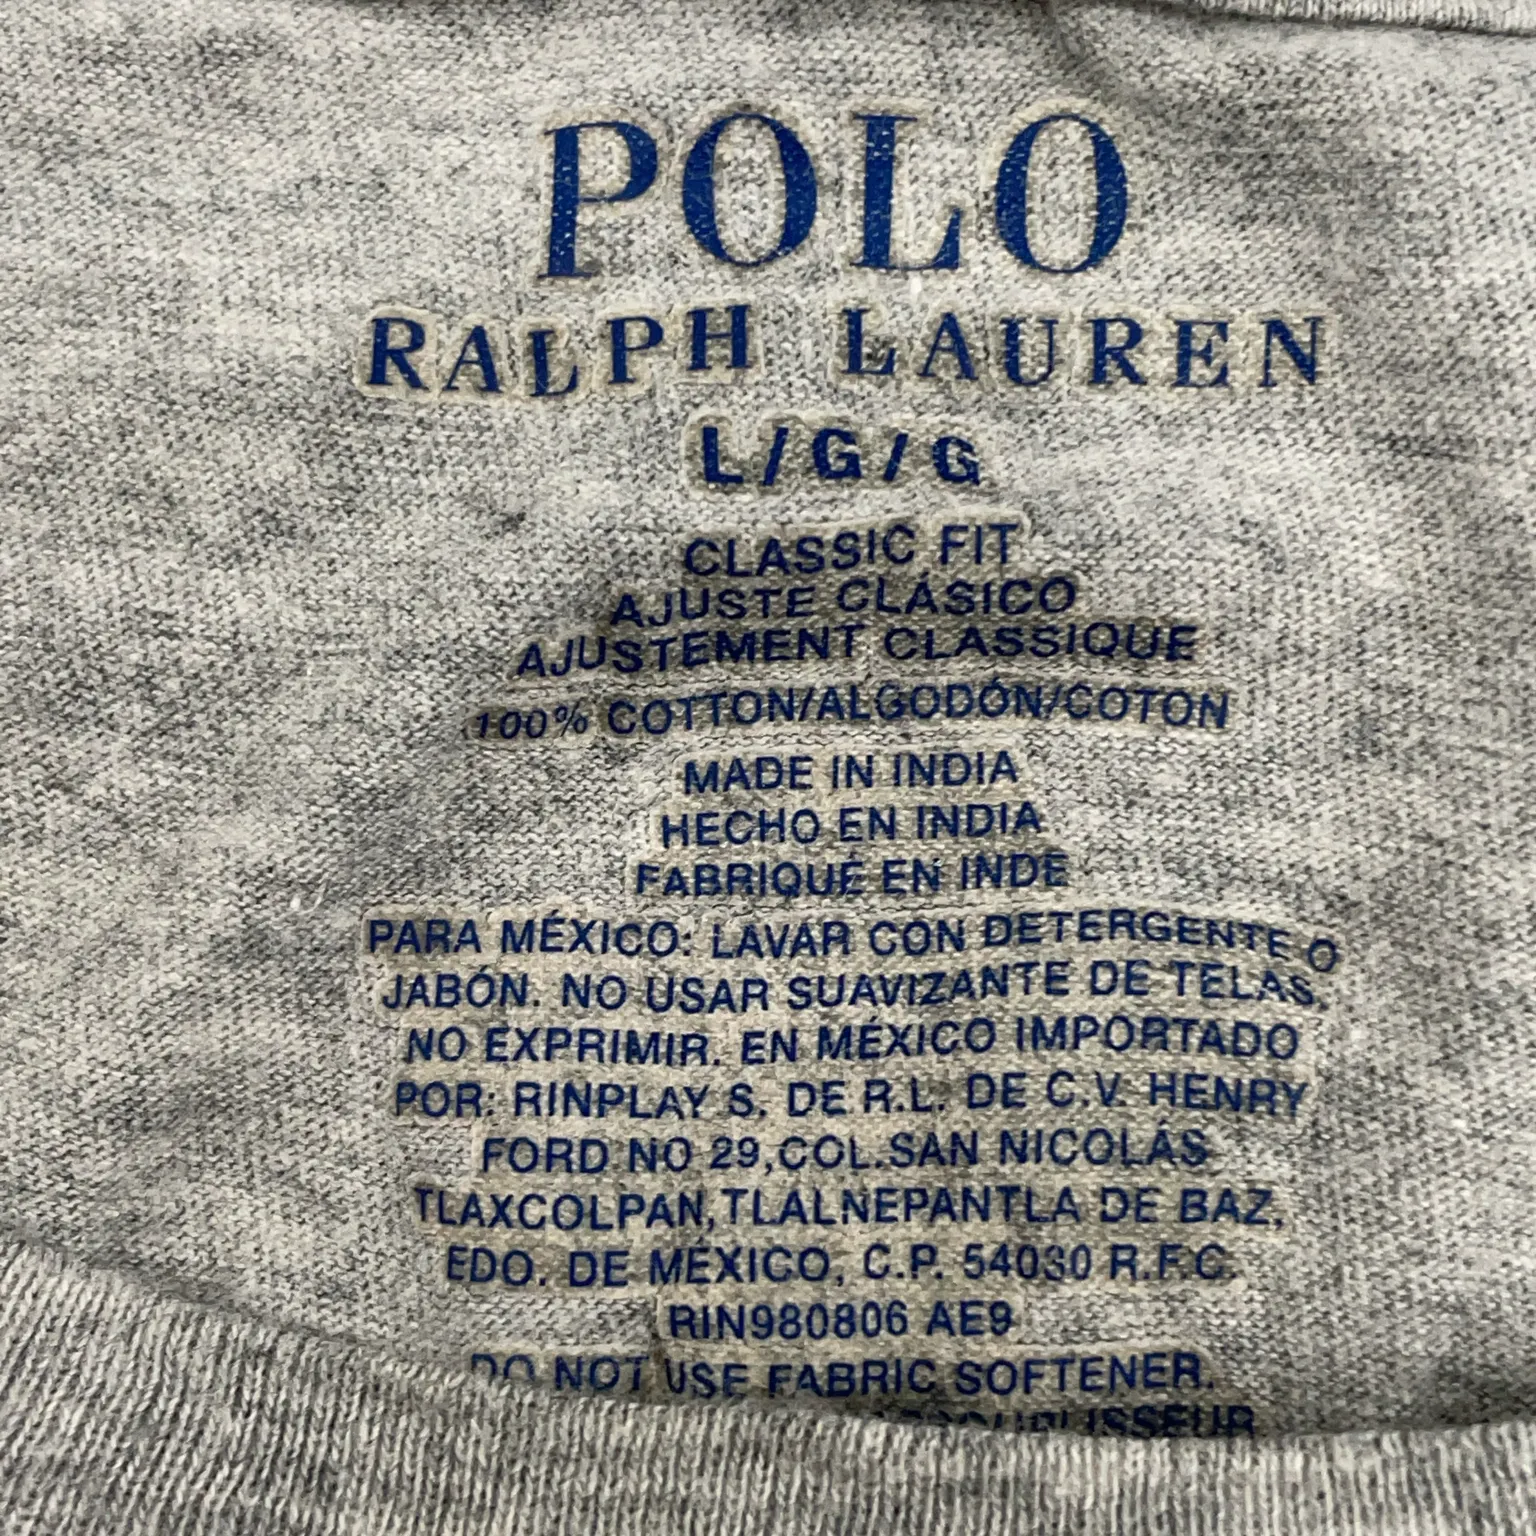 POLO
RALPH LAUREN
L/G/G
CLASSIC FIT
AJUSTE CLÁSICO
AJUSTEMENT CLASSIQUE
100% COTTON/ALGODÓN/COTON
MADE IN INDIA
HECHO EN INDIA
FABRIQUÉ EN INDE
PARA MÉXICO: LAVAR CON DETERGENTE O
JABÓN. NO USAR SUAVIZANTE DE TELAS.
NO EXPRIMIR. EN MÉXICO IMPORTADO
POR: RINPLAY S. DE R.L. DE C.V. HENRY
FORD NO 29,COL.SAN NICOLÁS
TLAXCOLPAN,TLALNEPANTLA DE BAZ,
EDO. DE MÉXICO, C.P. 54030 R.F.C.
RIN980806 AE9
DO NOT USE FABRIC SOFTENER.